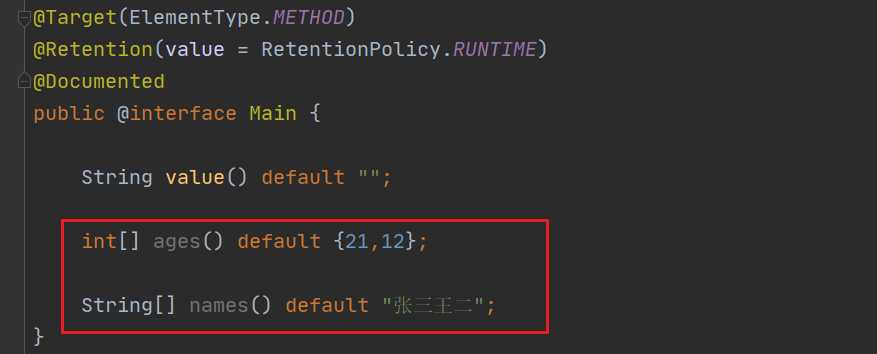 @Target(ElementType.METHOD)
@Retention(value = RetentionPolicy.RUNTIME)
@Documented
public @interface Main {
String value() default "";
int[] ages() default {21,12};
String[] names() default "张三王二";
}